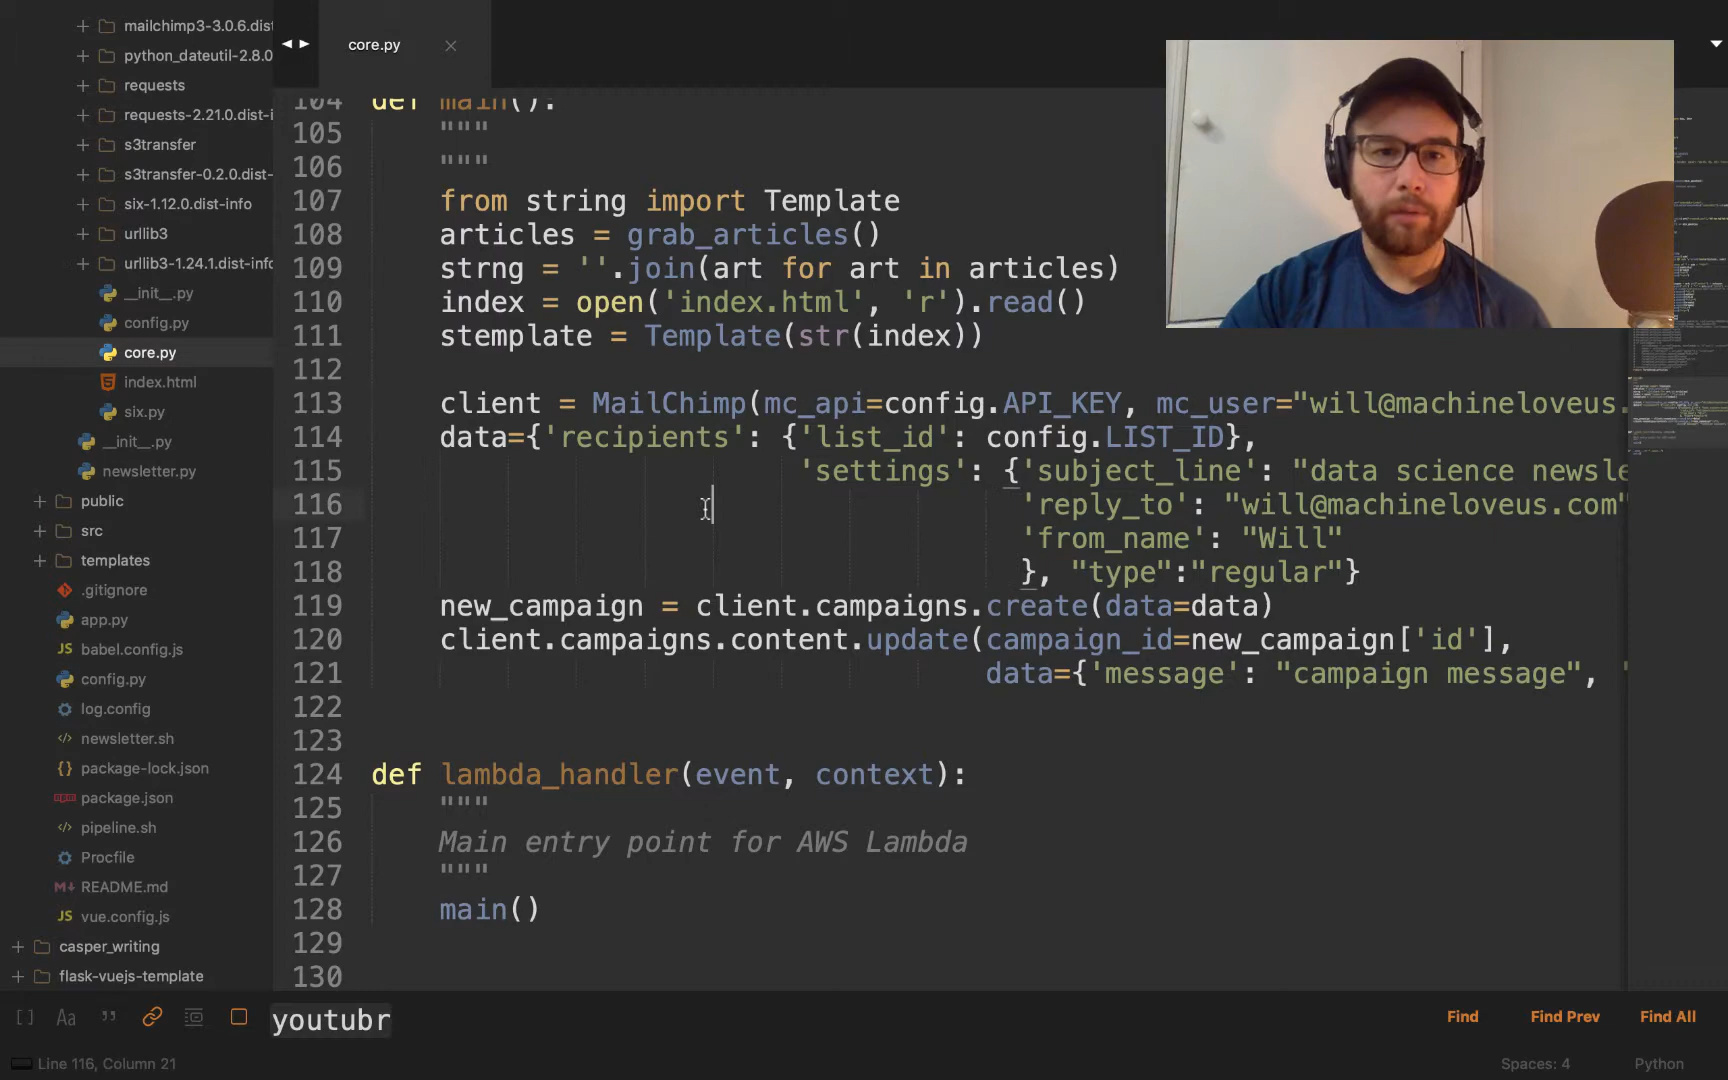 mailchimp3-3.0.6.dist
python_dateutil-2.8.0
requests
requests-2.21.0.dist-i
s3transfer
s3transfer-0.2.0.dist-
six-1.12.0.dist-info
urllib3
urllib3-1.24.1.dist-info
__init__.py
config.py
core.py
index.html
six.py
__init__.py
newsletter.py
public
src
templates
.gitignore
app.py
JS babel.config.js
config.py
log.config
</> newsletter.sh
{} package-lock.json
package.json
</> pipeline.sh
Procfile
M README.md
JS vue.config.js
casper_writing
flask-vuejs-template
core.py
104 def main():
105 """
106 """
107 from string import Template
108 articles = grab_articles()
109 strng = ''.join(art for art in articles)
110 index = open('index.html', 'r').read()
111 stemplate = Template(str(index))
112
113 client = MailChimp(mc_api=config.API_KEY, mc_user="will@machineloveus.
114 data={'recipients': {'list_id': config.LIST_ID},
115 'settings': {'subject_line': "data science newsle
116 'reply_to': "will@machineloveus.com"
117 'from_name': "Will"
118 }, "type":"regular"}
119 new_campaign = client.campaigns.create(data=data)
120 client.campaigns.content.update(campaign_id=new_campaign['id'],
121 data={'message': "campaign message", '
122
123
124 def lambda_handler(event, context):
125 """
126 Main entry point for AWS Lambda
127 """
128 main()
129
130
[] Aa ” youtubr Find Find Prev Find All
Line 116, Column 21 Spaces: 4 Python